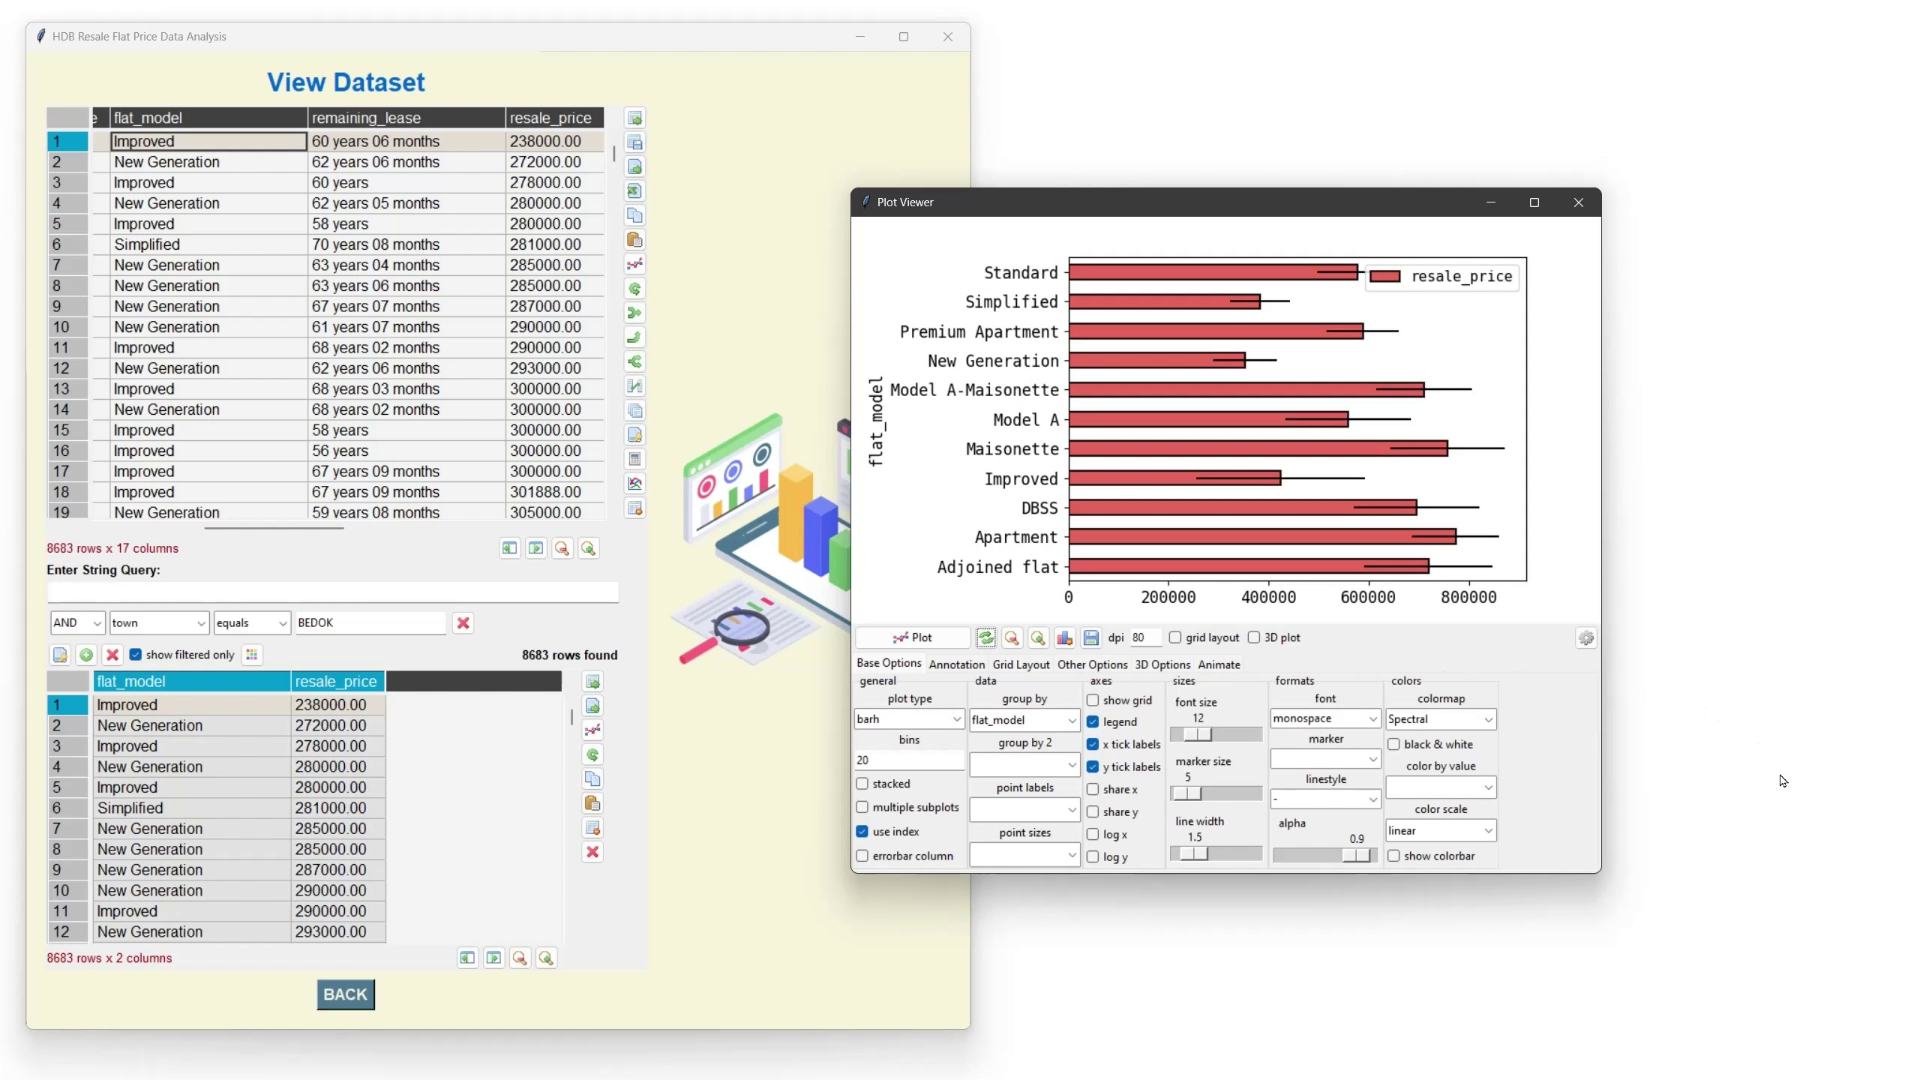 HDB Resale Flat Price Data Analysis
View Dataset
e flat_model remaining_lease resale_price
1 Improved 60 years 06 months 238000.00
2 New Generation 62 years 06 months 272000.00
3 Improved 60 years 278000.00
4 New Generation 62 years 05 months 280000.00
5 Improved 58 years 280000.00
6 Simplified 70 years 08 months 281000.00
7 New Generation 63 years 04 months 285000.00
8 New Generation 63 years 06 months 285000.00
9 New Generation 67 years 07 months 287000.00
10 New Generation 61 years 07 months 290000.00
11 Improved 68 years 02 months 290000.00
12 New Generation 62 years 06 months 293000.00
13 Improved 68 years 03 months 300000.00
14 New Generation 68 years 02 months 300000.00
15 Improved 58 years 300000.00
16 Improved 56 years 300000.00
17 Improved 67 years 09 months 300000.00
18 Improved 67 years 09 months 301888.00
19 New Generation 59 years 08 months 305000.00
8683 rows x 17 columns
Enter String Query:
AND town equals BEDOK
show filtered only 8683 rows found
flat_model resale_price
1 Improved 238000.00
2 New Generation 272000.00
3 Improved 278000.00
4 New Generation 280000.00
5 Improved 280000.00
6 Simplified 281000.00
7 New Generation 285000.00
8 New Generation 285000.00
9 New Generation 287000.00
10 New Generation 290000.00
11 Improved 290000.00
12 New Generation 293000.00
8683 rows x 2 columns
BACK
Plot Viewer
resale_price
flat_model
Standard
Simplified
Premium Apartment
New Generation
Model A-Maisonette
Model A
Maisonette
Improved
DBSS
Apartment
Adjoined flat
0 200000 400000 600000 800000
Plot dpi 80 grid layout 3D plot
Base Options Annotation Grid Layout Other Options 3D Options Animate
general
plot type
barh
bins
20
stacked
multiple subplots
use index
errorbar column
data
group by
flat_model
group by 2
point labels
point sizes
axes
show grid
legend
x tick labels
y tick labels
share x
share y
log x
log y
sizes
font size
12
marker size
5
line width
1.5
formats
font
monospace
marker
linestyle
-
alpha
0.9
colors
colormap
Spectral
black & white
color by value
color scale
linear
show colorbar